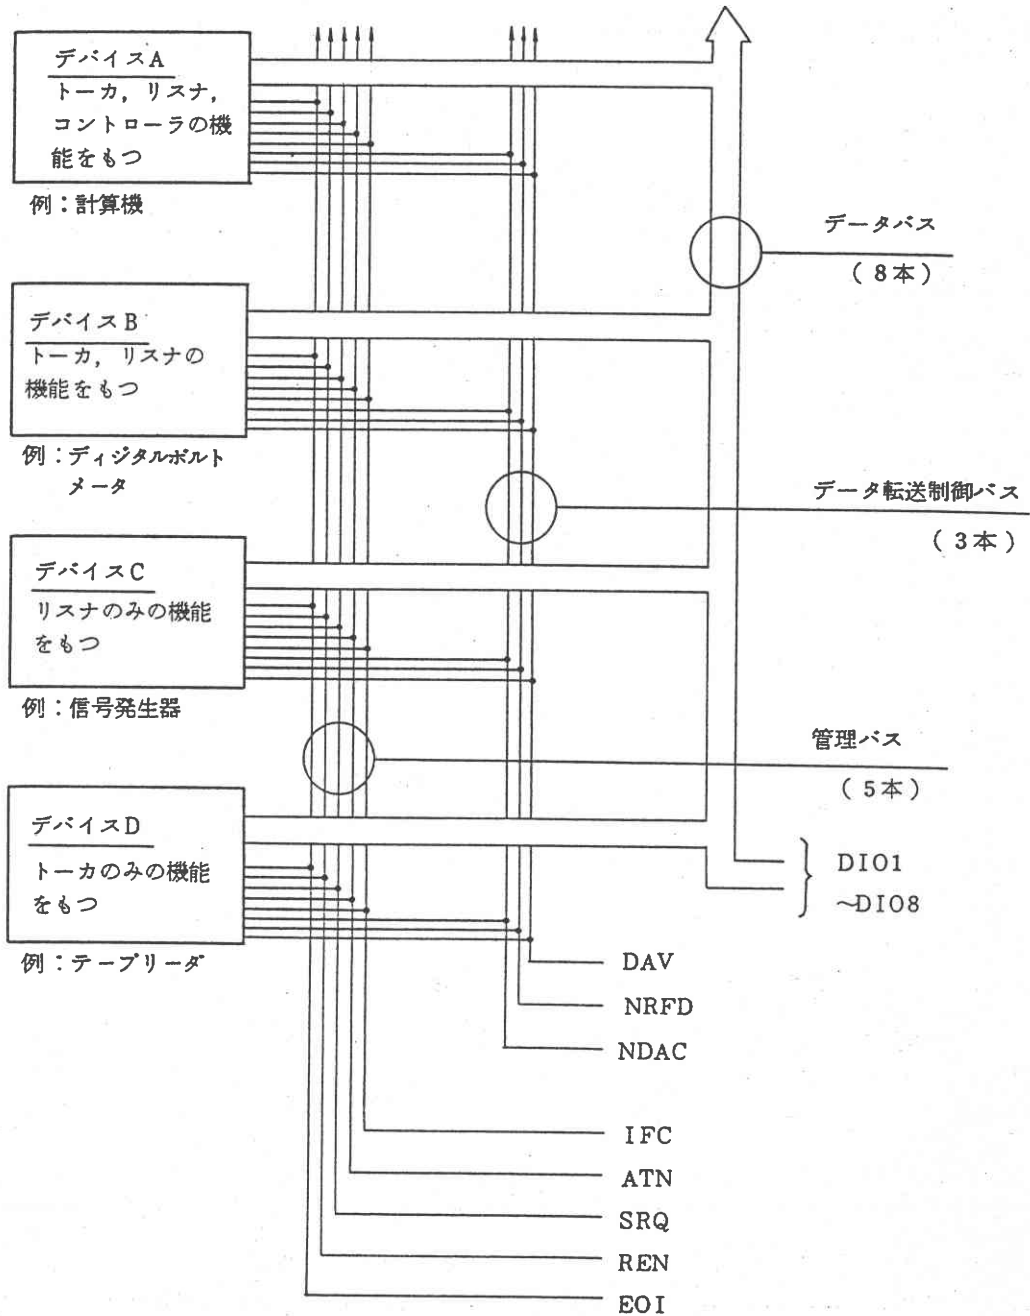 デバイスA
トーカ，リスナ，
コントローラの機
能をもつ
例：計算機
データバス
（8本）
デバイスB
トーカ，リスナの
機能をもつ
例：ディジタルボルト
メータ
データ転送制御バス
（3本）
デバイスC
リスナのみの機能
をもつ
例：信号発生器
管理バス
（5本）
デバイスD
トーカのみの機能
をもつ
例：テープリーダ
DIO1
～DIO8
DAV
NRFD
NDAC
IFC
ATN
SRQ
REN
EOI